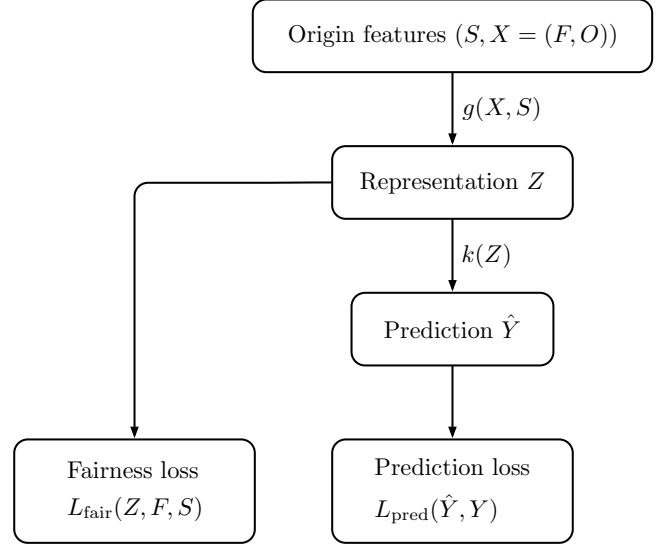 Origin features (S, X = (F, O))
g(X, S)
Representation Z
k(Z)
Prediction Ŷ
Fairness loss
L_fair(Z, F, S)
Prediction loss
L_pred(Ŷ, Y)